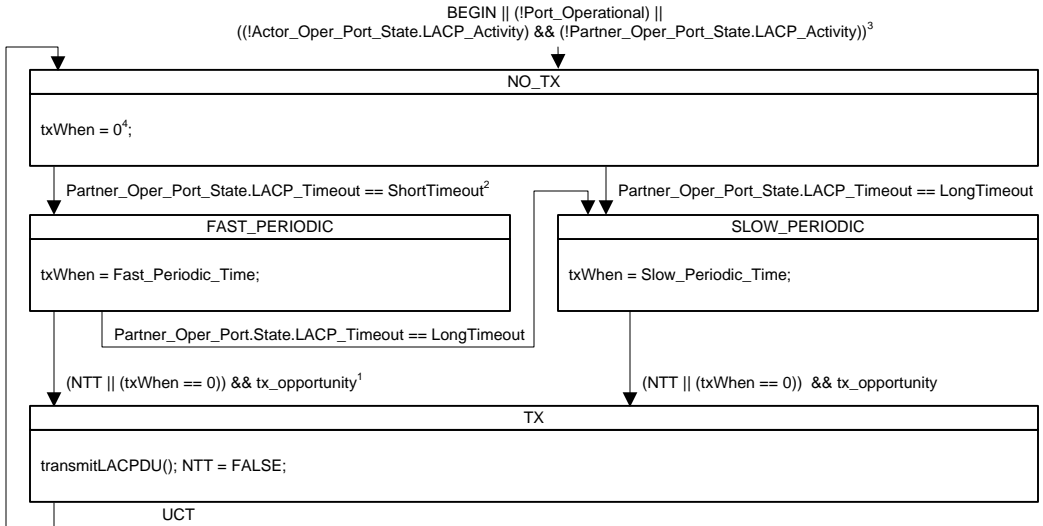 BEGIN || (!Port_Operational) ||
((!Actor_Oper_Port_State.LACP_Activity) && (!Partner_Oper_Port_State.LACP_Activity))³
NO_TX
txWhen = 0⁴;
Partner_Oper_Port_State.LACP_Timeout == ShortTimeout²
Partner_Oper_Port_State.LACP_Timeout == LongTimeout
FAST_PERIODIC
SLOW_PERIODIC
txWhen = Fast_Periodic_Time;
txWhen = Slow_Periodic_Time;
Partner_Oper_Port.State.LACP_Timeout == LongTimeout
(NTT || (txWhen == 0)) && tx_opportunity¹
(NTT || (txWhen == 0)) && tx_opportunity
TX
transmitLACPDU(); NTT = FALSE;
UCT